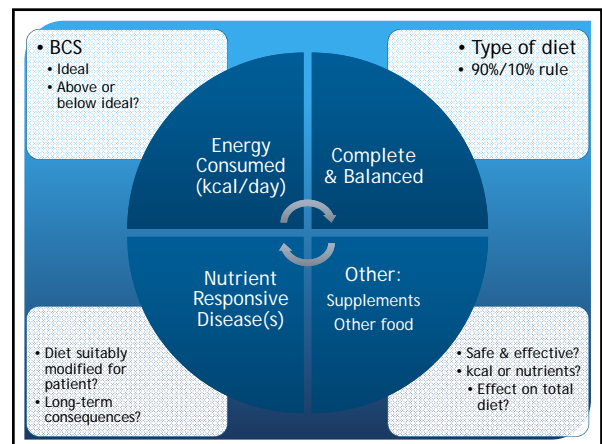 • BCS
• Ideal
• Above or
below ideal?
• Type of diet
• 90%/10% rule
Energy
Consumed
(kcal/day)
Complete
& Balanced
Nutrient
Responsive
Disease(s)
Other:
Supplements
Other food
• Diet suitably
modified for
patient?
• Long-term
consequences?
• Safe & effective?
• kcal or nutrients?
• Effect on total
diet?